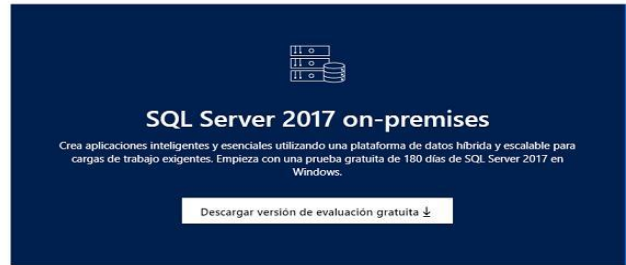 SQL Server 2017 on-premises
Crea aplicaciones inteligentes y esenciales utilizando una plataforma de datos híbrida y escalable para
cargas de trabajo exigentes. Empieza con una prueba gratuita de 180 días de SQL Server 2017 en
Windows.
Descargar versión de evaluación gratuita